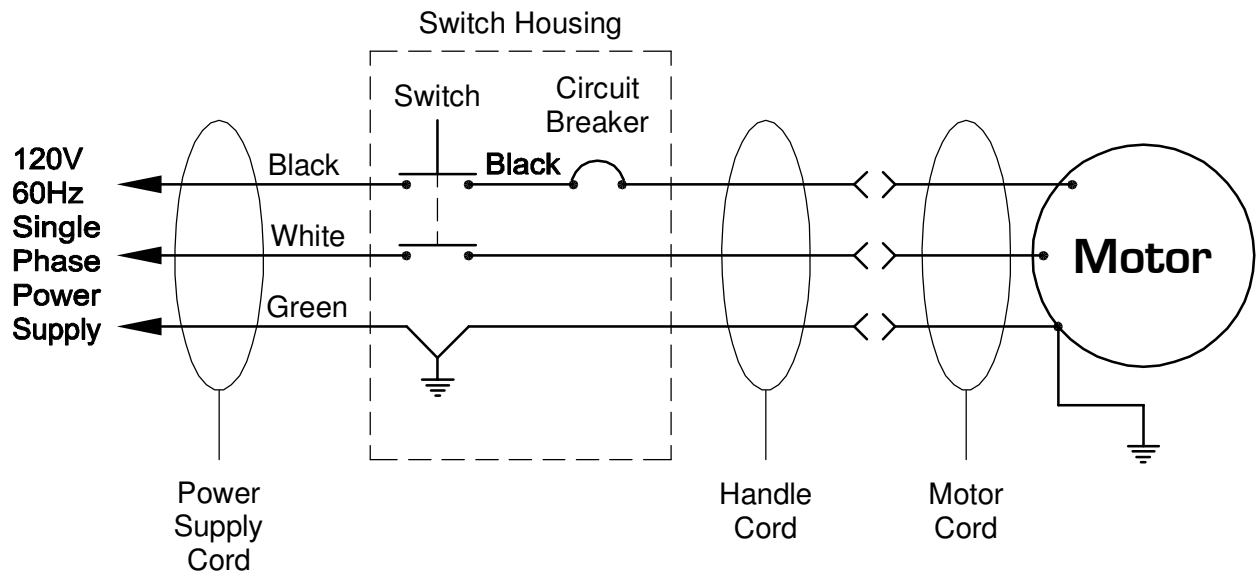 Switch Housing
Switch
Circuit
Breaker
120V
60Hz
Single
Phase
Power
Supply
Black
Black
White
Green
Motor
Power
Supply
Cord
Handle
Cord
Motor
Cord